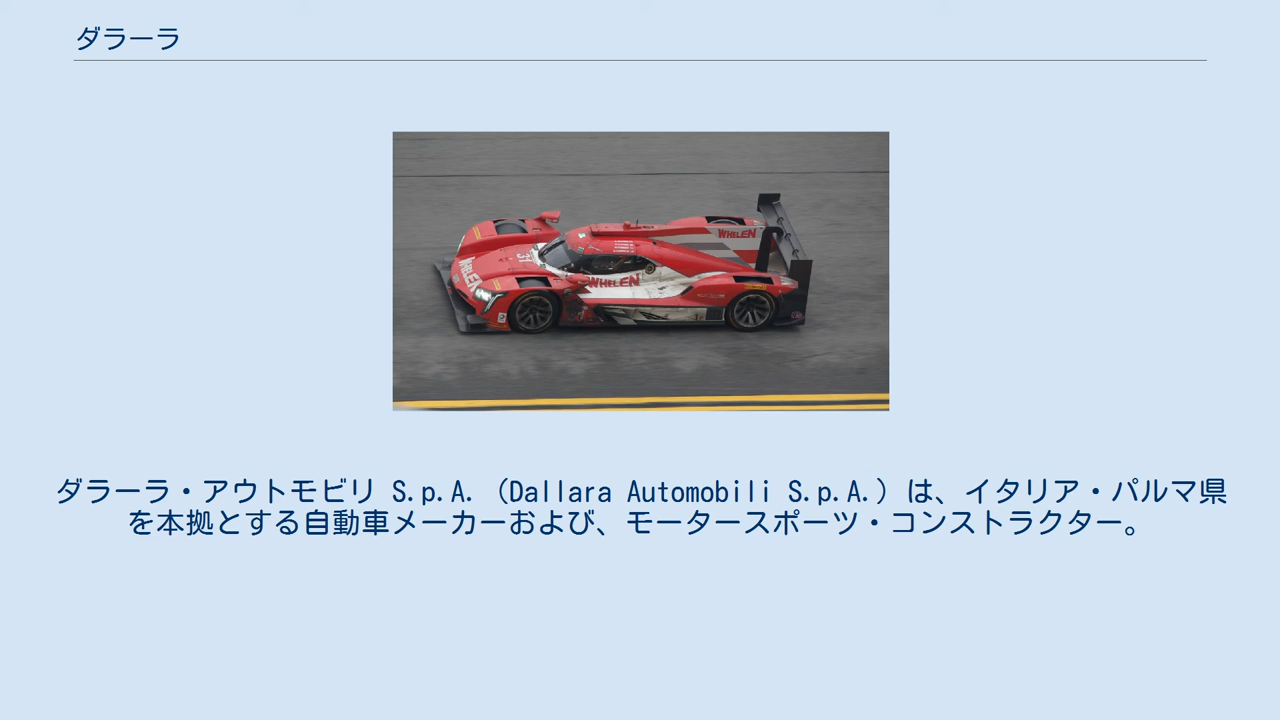 ダラーラ
WHELEN
WHELEN
WHELEN
31
ダラーラ・アウトモビリ S.p.A.（Dallara Automobili S.p.A.）は、イタリア・パルマ県
を本拠とする自動車メーカーおよび、モータースポーツ・コンストラクター。